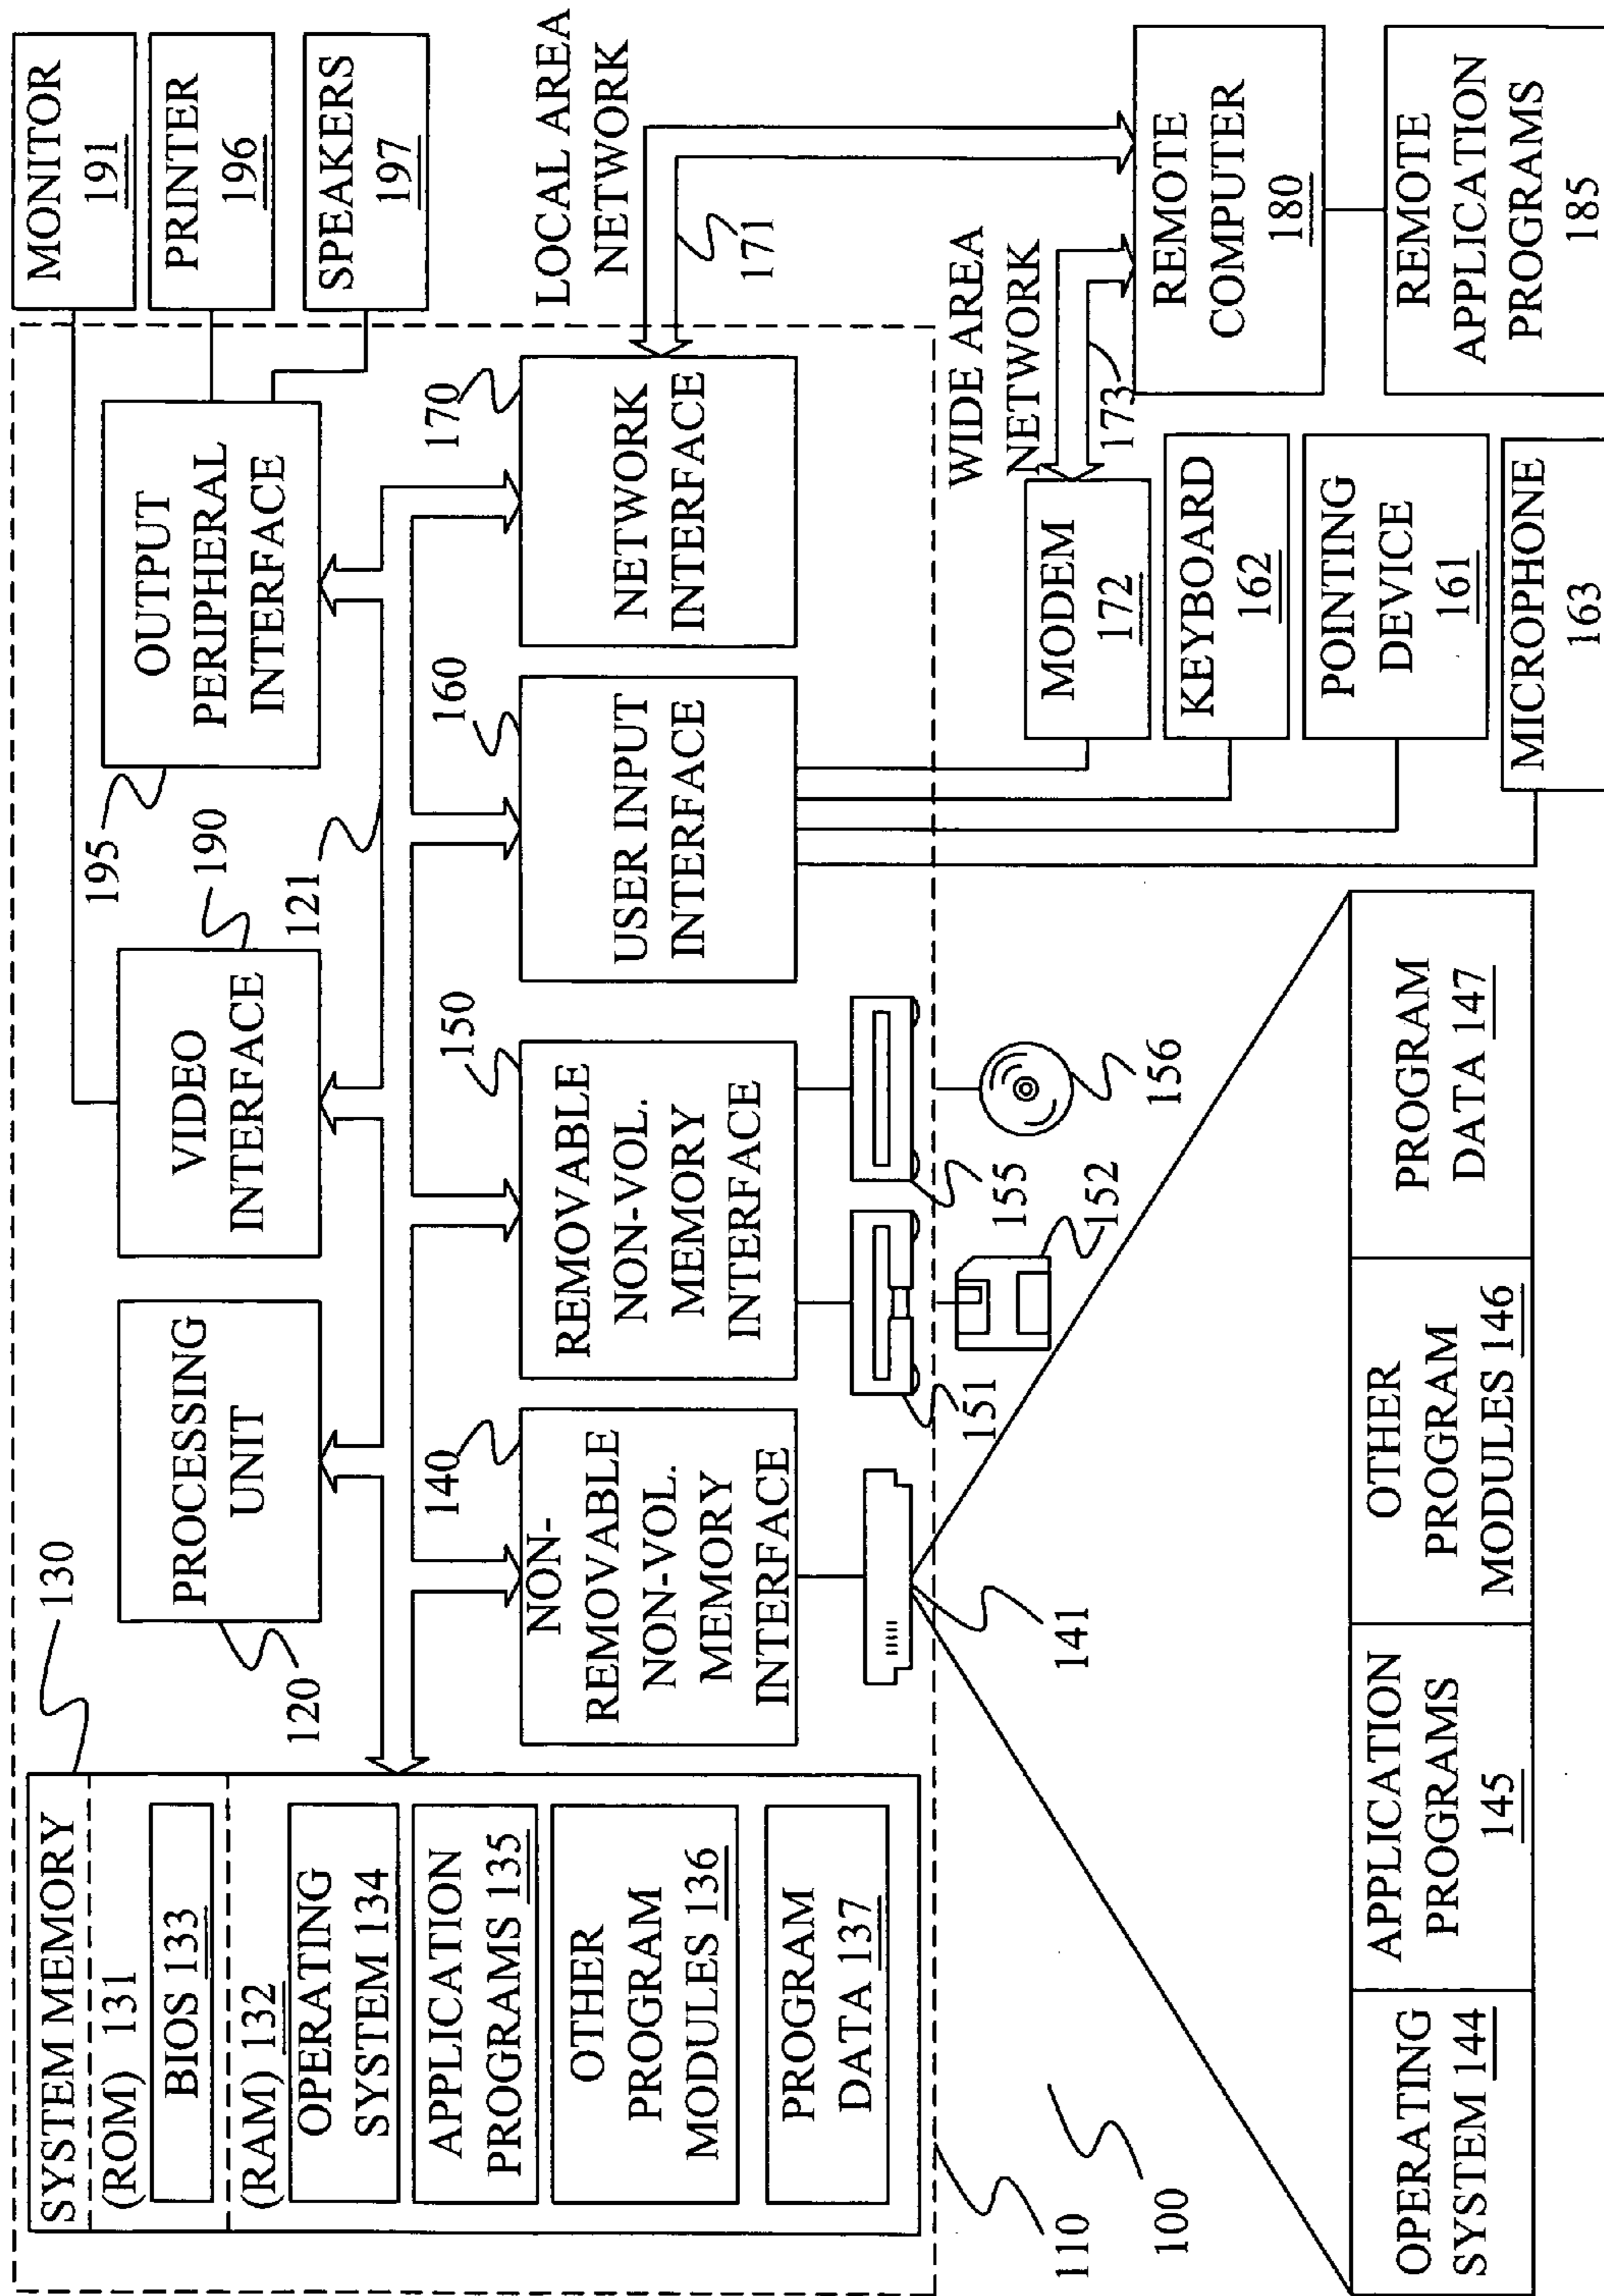 SYSTEM MEMORY
(ROM) 131
BIOS 133
(RAM) 132
OPERATING
SYSTEM 134
APPLICATION
PROGRAMS 135
OTHER
PROGRAM
MODULES 136
PROGRAM
DATA 137
130
PROCESSING
UNIT
120
VIDEO
INTERFACE
190
195
OUTPUT
PERIPHERAL
INTERFACE
121
MONITOR
191
PRINTER
196
SPEAKERS
197
140
NON-
REMOVABLE
NON-VOL.
MEMORY
INTERFACE
150
REMOVABLE
NON-VOL.
MEMORY
INTERFACE
160
USER INPUT
INTERFACE
170
NETWORK
INTERFACE
LOCAL AREA
NETWORK
171
141
151
155
152
156
WIDE AREA
NETWORK
173
MODEM
172
KEYBOARD
162
POINTING
DEVICE
161
MICROPHONE
163
REMOTE
COMPUTER
180
REMOTE
APPLICATION
PROGRAMS
185
110
100
OPERATING
SYSTEM 144
APPLICATION
PROGRAMS
145
OTHER
PROGRAM
MODULES 146
PROGRAM
DATA 147